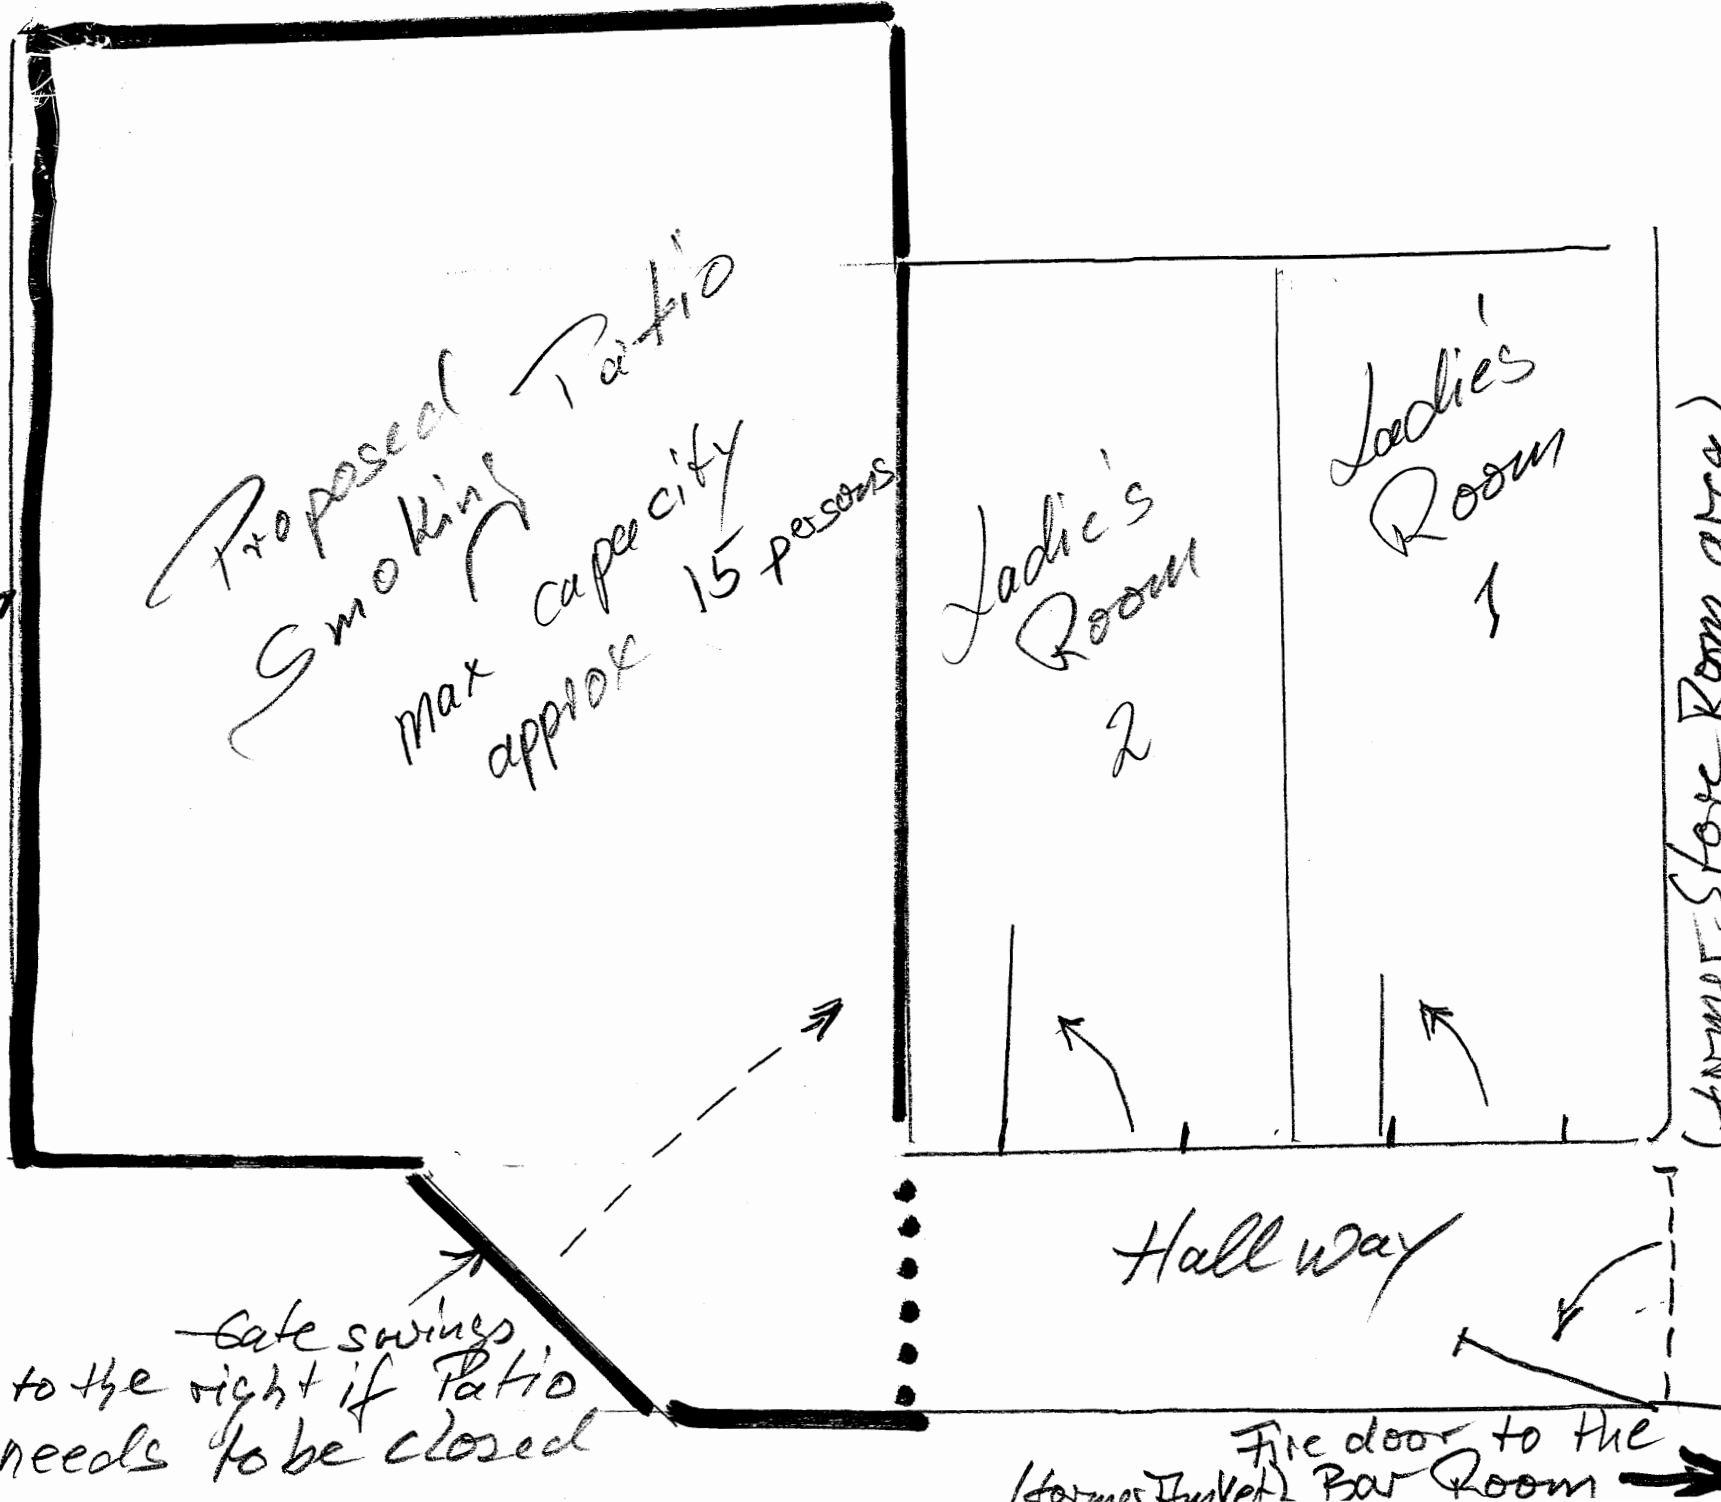 Proposed Patio
Smoking
max capacity
approx 15 persons
Ladie's
Room
2
Ladie's
Room
1
Store Room area)
Hallway
Gate swings
to the right if Patio
needs to be closed
Fire door to the
Bar Room